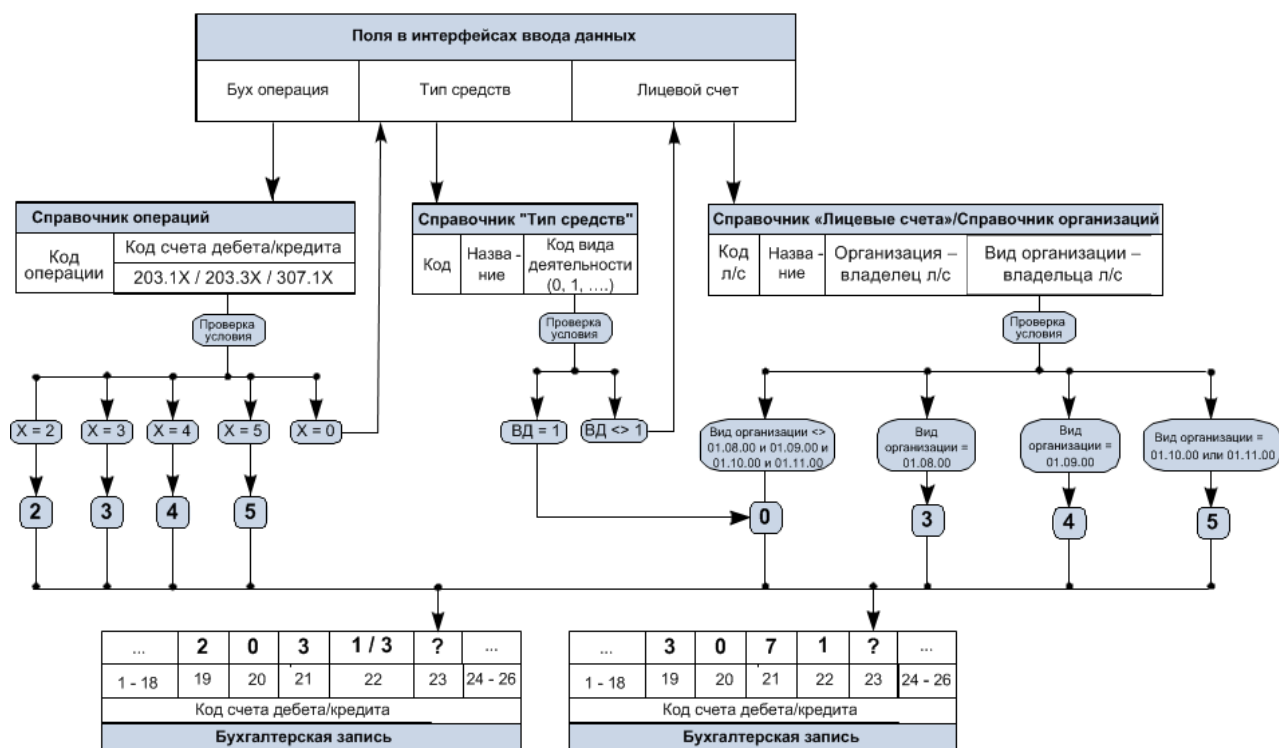 Поля в интерфейсах ввода данных
Бух операция
Тип средств
Лицевой счет
Справочник операций
Код
операции
Код счета дебета/кредита
203.1X / 203.3X / 307.1X
Справочник "Тип средств"
Код
Назва -
ние
Код вида
деятельности
(0, 1, ....)
Справочник «Лицевые счета»/Справочник организаций
Код
л/с
Назва -
ние
Организация –
владелец л/с
Вид организации –
владельца л/с
Проверка
условия
Проверка
условия
Проверка
условия
X = 2
X = 3
X = 4
X = 5
X = 0
ВД = 1
ВД <> 1
Вид организации <>
01.08.00 и 01.09.00 и
01.10.00 и 01.11.00
Вид
организации =
01.08.00
Вид
организации =
01.09.00
Вид организации =
01.10.00 или 01.11.00
2
3
4
5
0
3
4
5
... 2 0 3 1 / 3 ? ...
1 - 18 19 20 21 22 23 24 - 26
Код счета дебета/кредита
Бухгалтерская запись
... 3 0 7 1 ? ...
1 - 18 19 20 21 22 23 24 - 26
Код счета дебета/кредита
Бухгалтерская запись